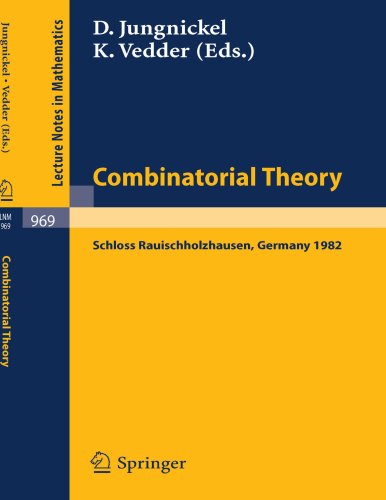 Jungnickel · Vedder (Eds.)
LNM
969
Combinatorial Theory
Lecture Notes in Mathematics
969
D. Jungnickel
K. Vedder (Eds.)
Combinatorial Theory
Schloss Rauischholzhausen, Germany 1982
Springer